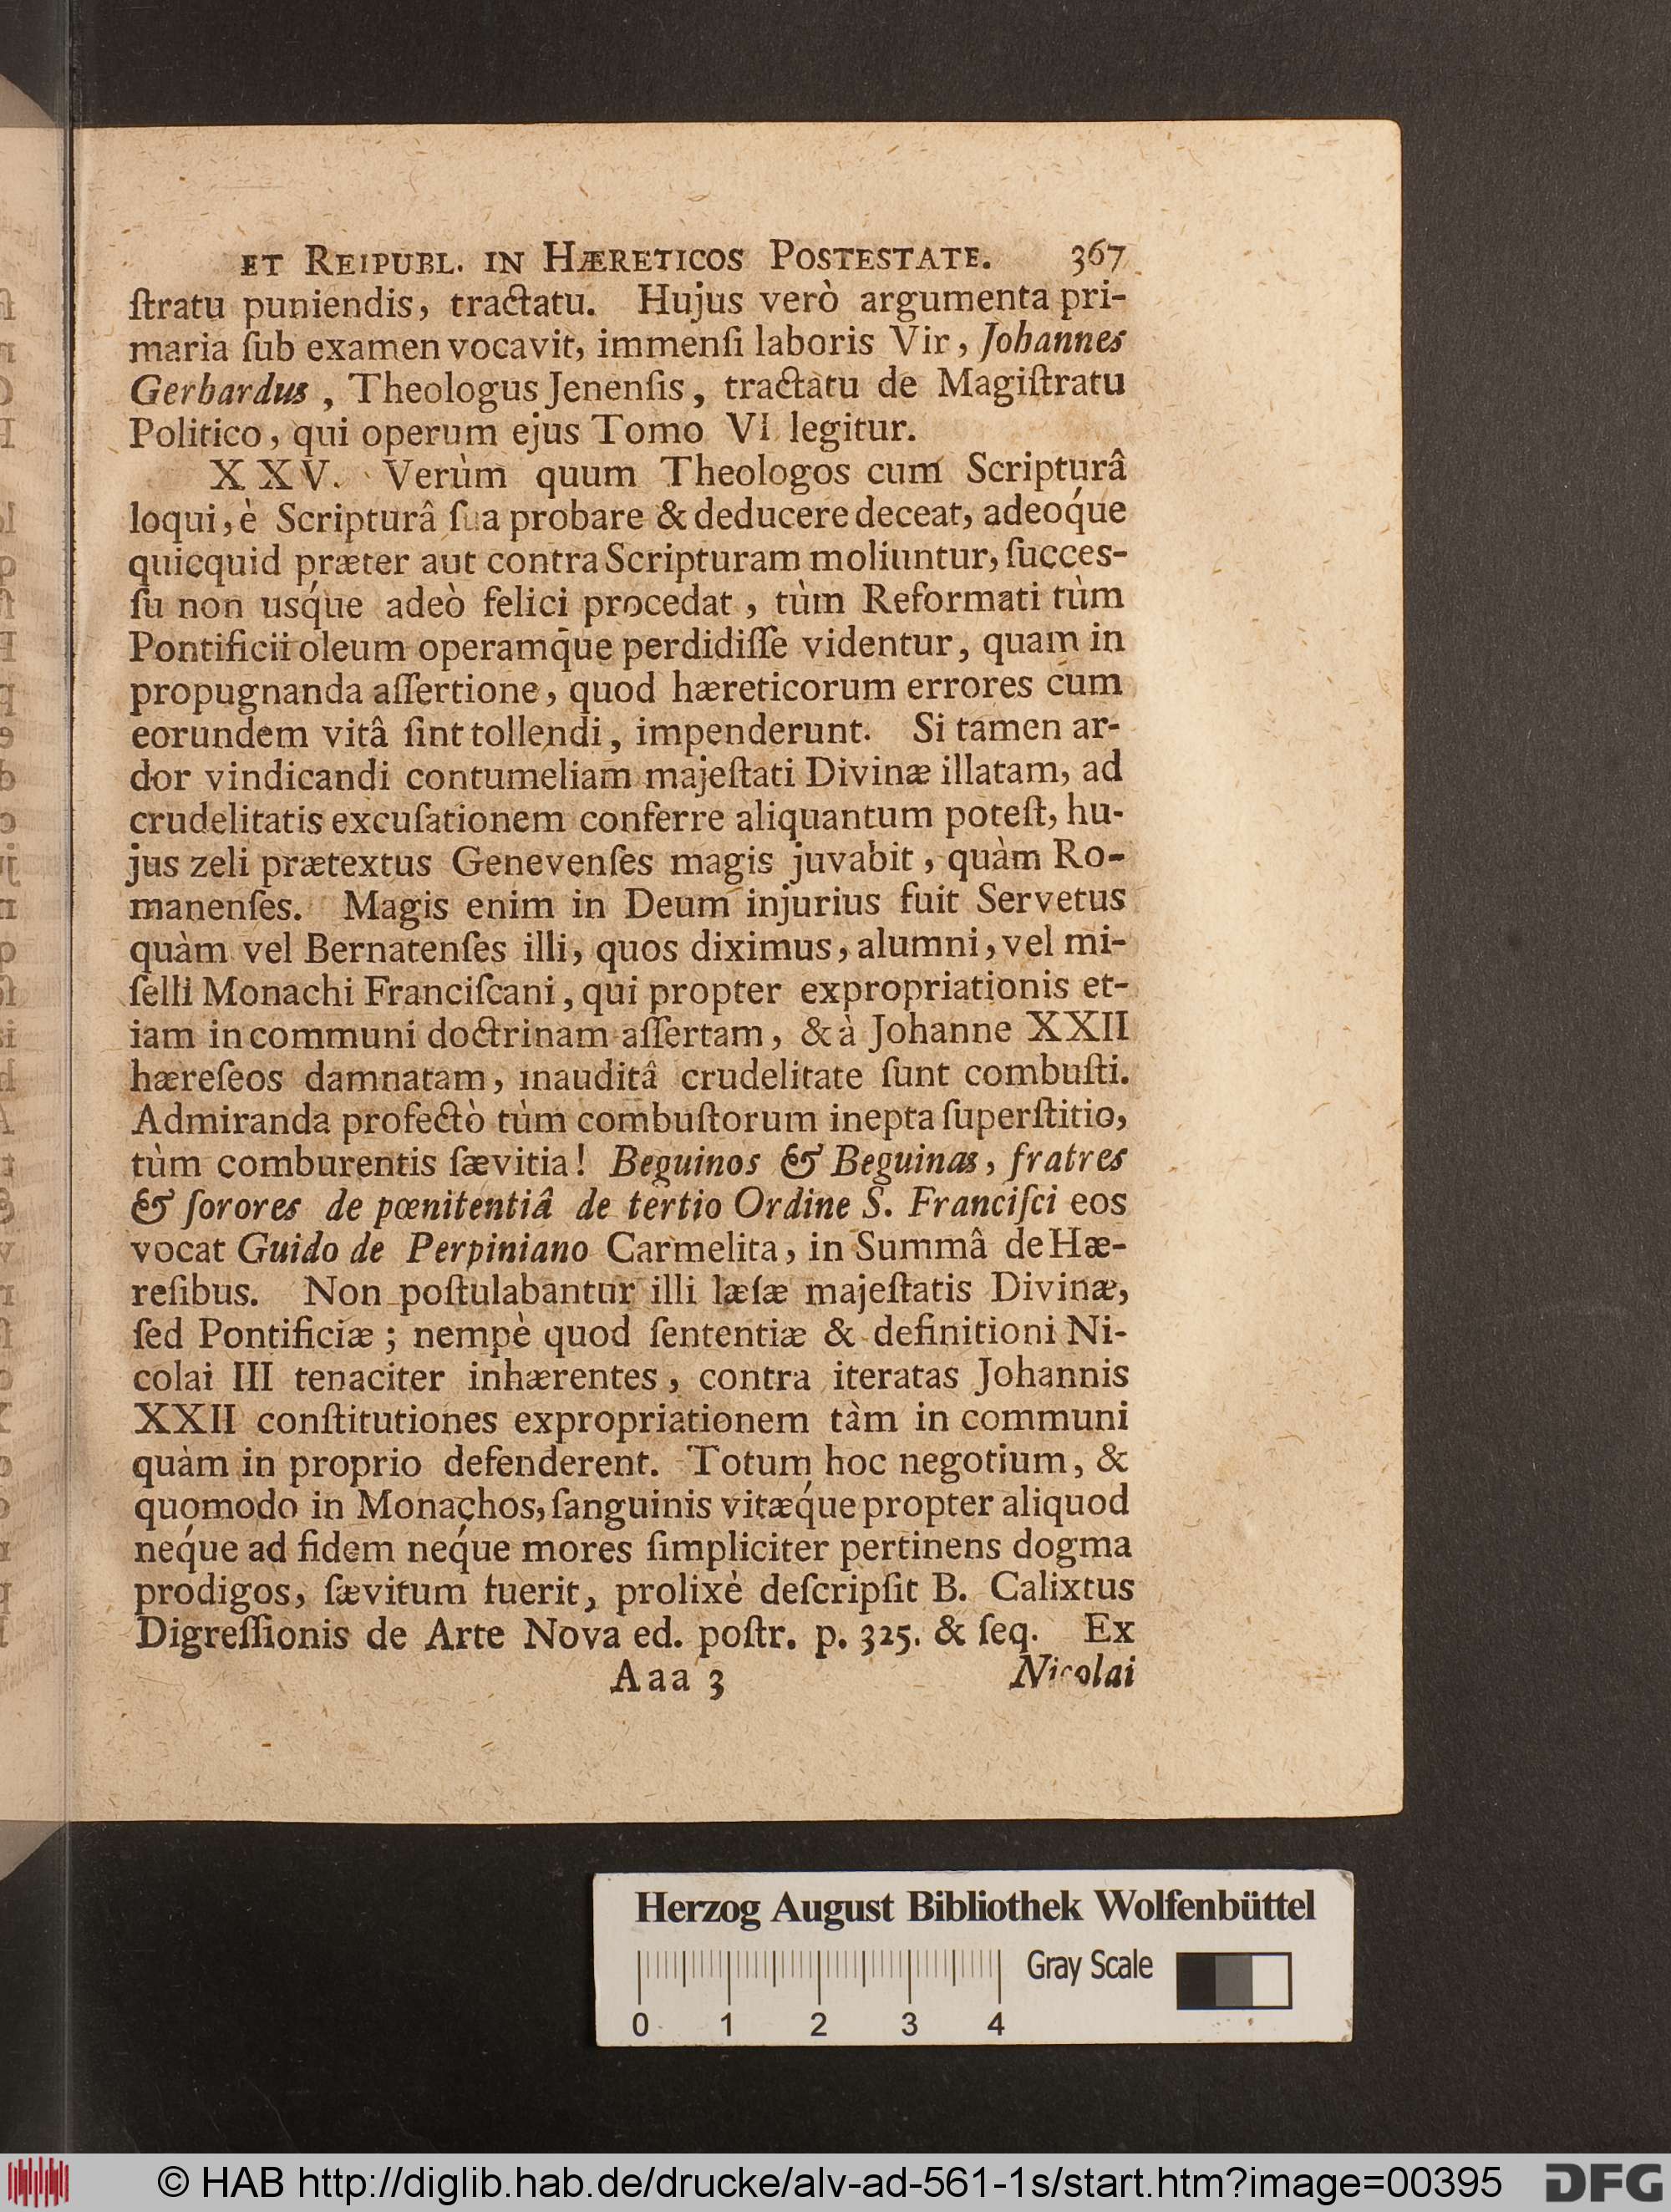 ET REIPUBL. IN HÆRETICOS POSTESTATE. 367
ſtratu puniendis, tractatu. Hujus verò argumenta pri-
maria ſub examen vocavit, immenſi laboris Vir, Johannes
Gerhardus, Theologus Jenenſis, tractatu de Magiſtratu
Politico, qui operum ejus Tomo VI legitur.
XXV. Verùm quum Theologos cum Scripturâ
loqui, è Scripturâ ſua probare & deducere deceat, adeoq́ue
quicquid præter aut contra Scripturam moliuntur, ſucces-
ſu non usq́ue adeò felici procedat, tùm Reformati tùm
Pontificii oleum operamq̄ue perdidiſſe videntur, quam in
propugnanda aſſertione, quod hæreticorum errores cum
eorundem vitâ ſint tollendi, impenderunt. Si tamen ar-
dor vindicandi contumeliam majeſtati Divinæ illatam, ad
crudelitatis excuſationem conferre aliquantum poteſt, hu-
jus zeli prætextus Genevenſes magis juvabit, quàm Ro-
manenſes. Magis enim in Deum injurius fuit Servetus
quàm vel Bernatenſes illi, quos diximus, alumni, vel mi-
ſelli Monachi Franciſcani, qui propter expropriationis et-
iam in communi doctrinam aſſertam, & à Johanne XXII
hæreſeos damnatam, inauditâ crudelitate ſunt combuſti.
Admiranda profectò tùm combuſtorum inepta ſuperſtitio,
tùm comburentis ſævitia! Beguinos & Beguinas, fratres
& ſorores de pœnitentiâ de tertio Ordine S. Franciſci eos
vocat Guido de Perpiniano Carmelita, in Summâ de Hæ-
reſibus. Non poſtulabantur illi læſæ majeſtatis Divinæ,
ſed Pontificiæ; nempè quod ſententiæ & definitioni Ni-
colai III tenaciter inhærentes, contra iteratas Johannis
XXII conſtitutiones expropriationem tàm in communi
quàm in proprio defenderent. Totum hoc negotium, &
quomodo in Monachos, ſanguinis vitæq́ue propter aliquod
neq́ue ad fidem neq́ue mores ſimpliciter pertinens dogma
prodigos, ſævitum fuerit, prolixè deſcripſit B. Calixtus
Digreſſionis de Arte Nova ed. poſtr. p. 325. & ſeq. Ex
Aaa 3 Nicolai
Herzog August Bibliothek Wolfenbüttel
Gray Scale
0 1 2 3 4
© HAB http://diglib.hab.de/drucke/alv-ad-561-1s/start.htm?image=00395 DFG